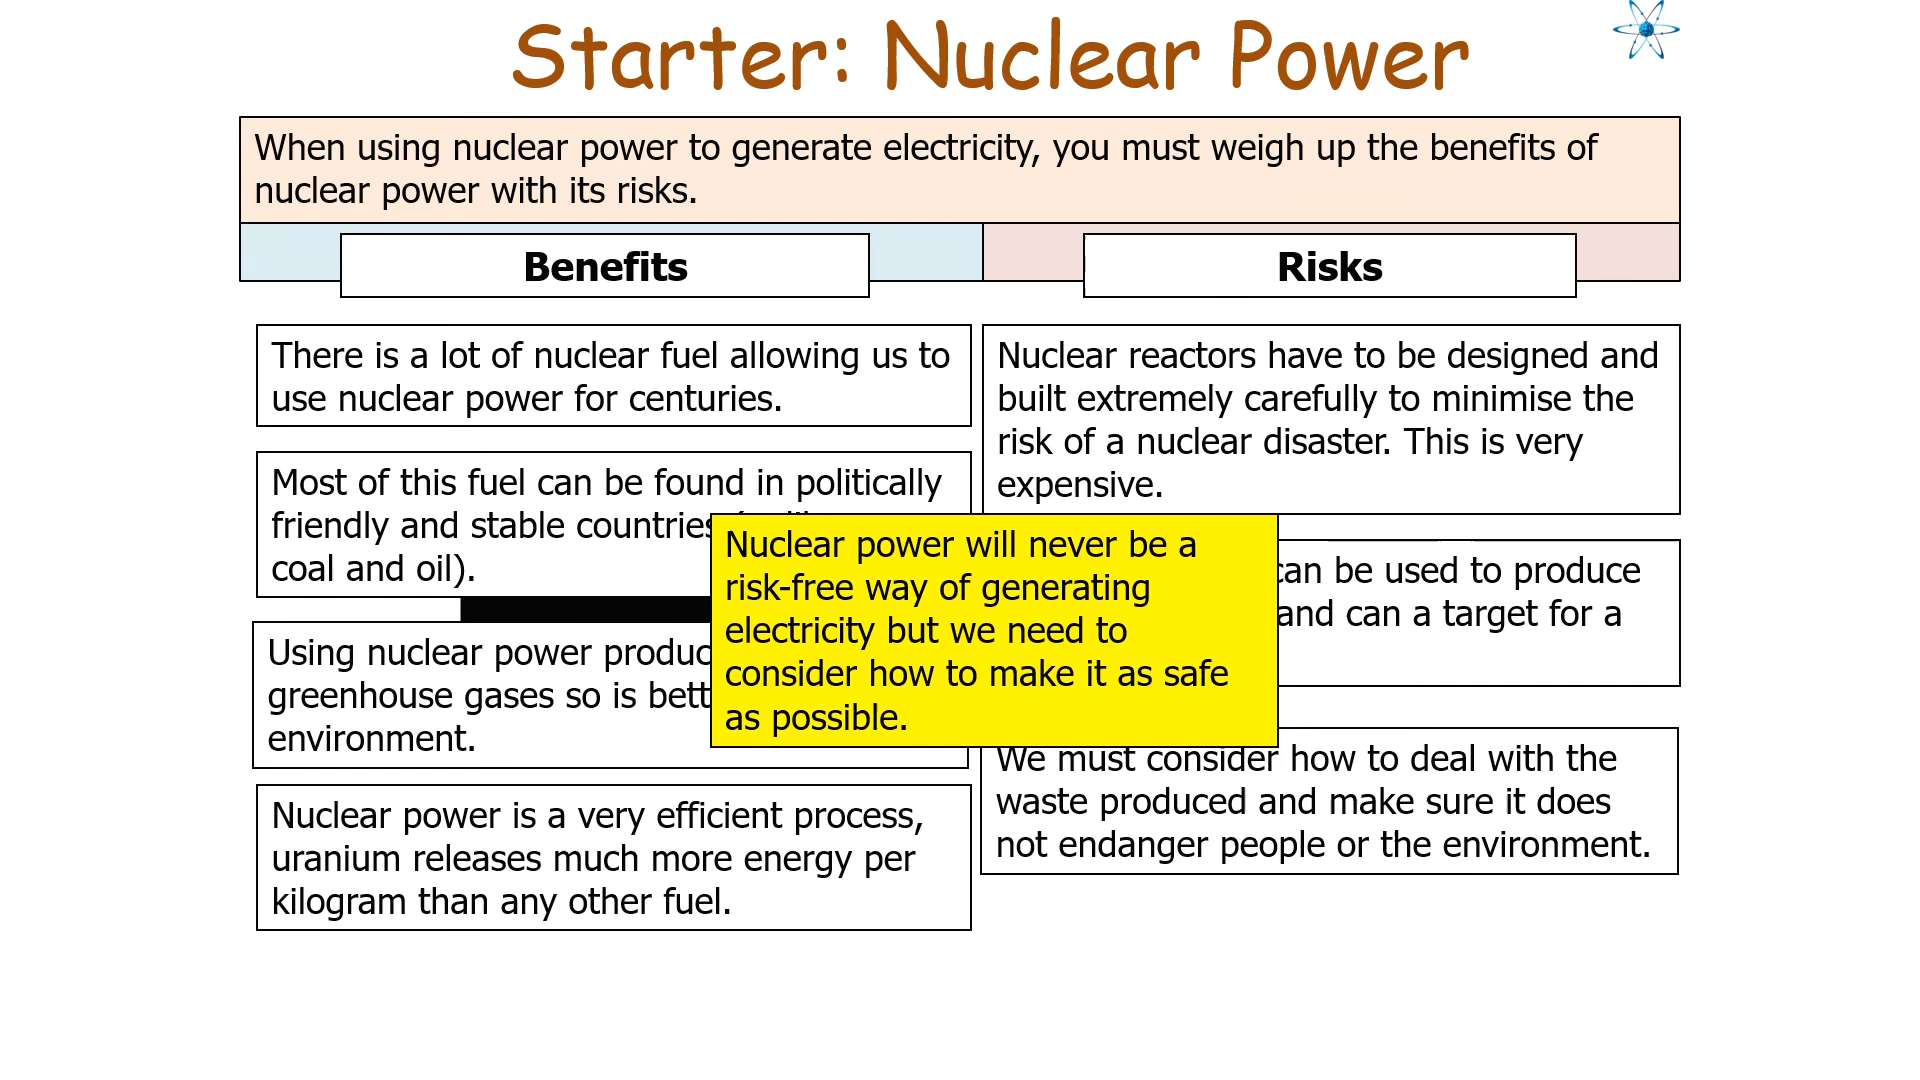 Starter: Nuclear Power
When using nuclear power to generate electricity, you must weigh up the benefits of
nuclear power with its risks.
Benefits
Risks
There is a lot of nuclear fuel allowing us to
use nuclear power for centuries.
Most of this fuel can be found in politically
friendly and stable countries
coal and oil).
Using nuclear power
greenhouse gases so is
environment.
Nuclear power is a very efficient process,
uranium releases much more energy per
kilogram than any other fuel.
Nuclear power will never be a
risk-free way of generating
electricity but we need to
consider how to make it as safe
as possible.
Nuclear reactors have to be designed and
built extremely carefully to minimise the
risk of a nuclear disaster. This is very
expensive.
can be used to produce
and can a target for a
We must consider how to deal with the
waste produced and make sure it does
not endanger people or the environment.